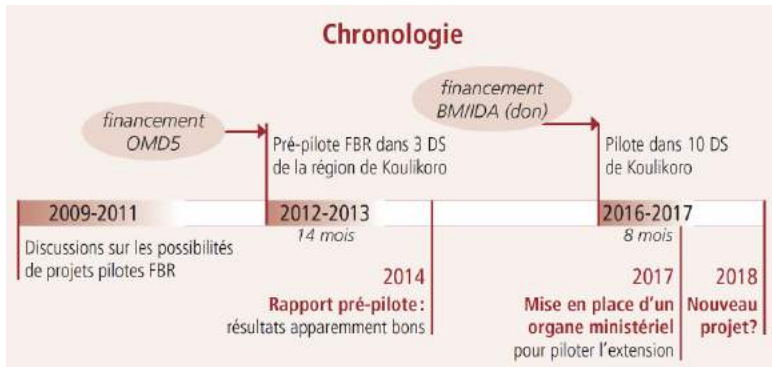 Chronologie
financement
OMD5
financement
BM/IDA (don)
Pré-pilote FBR dans 3 DS
de la région de Koulikoro
Pilote dans 10 DS
de Koulikoro
2009-2011
2012-2013
2016-2017
14 mois
8 mois
Discussions sur les possibilités
de projets pilotes FBR
2014
Rapport pré-pilote:
résultats apparemment bons
2017
Mise en place d'un
organe ministériel
pour piloter l'extension
2018
Nouveau
projet?